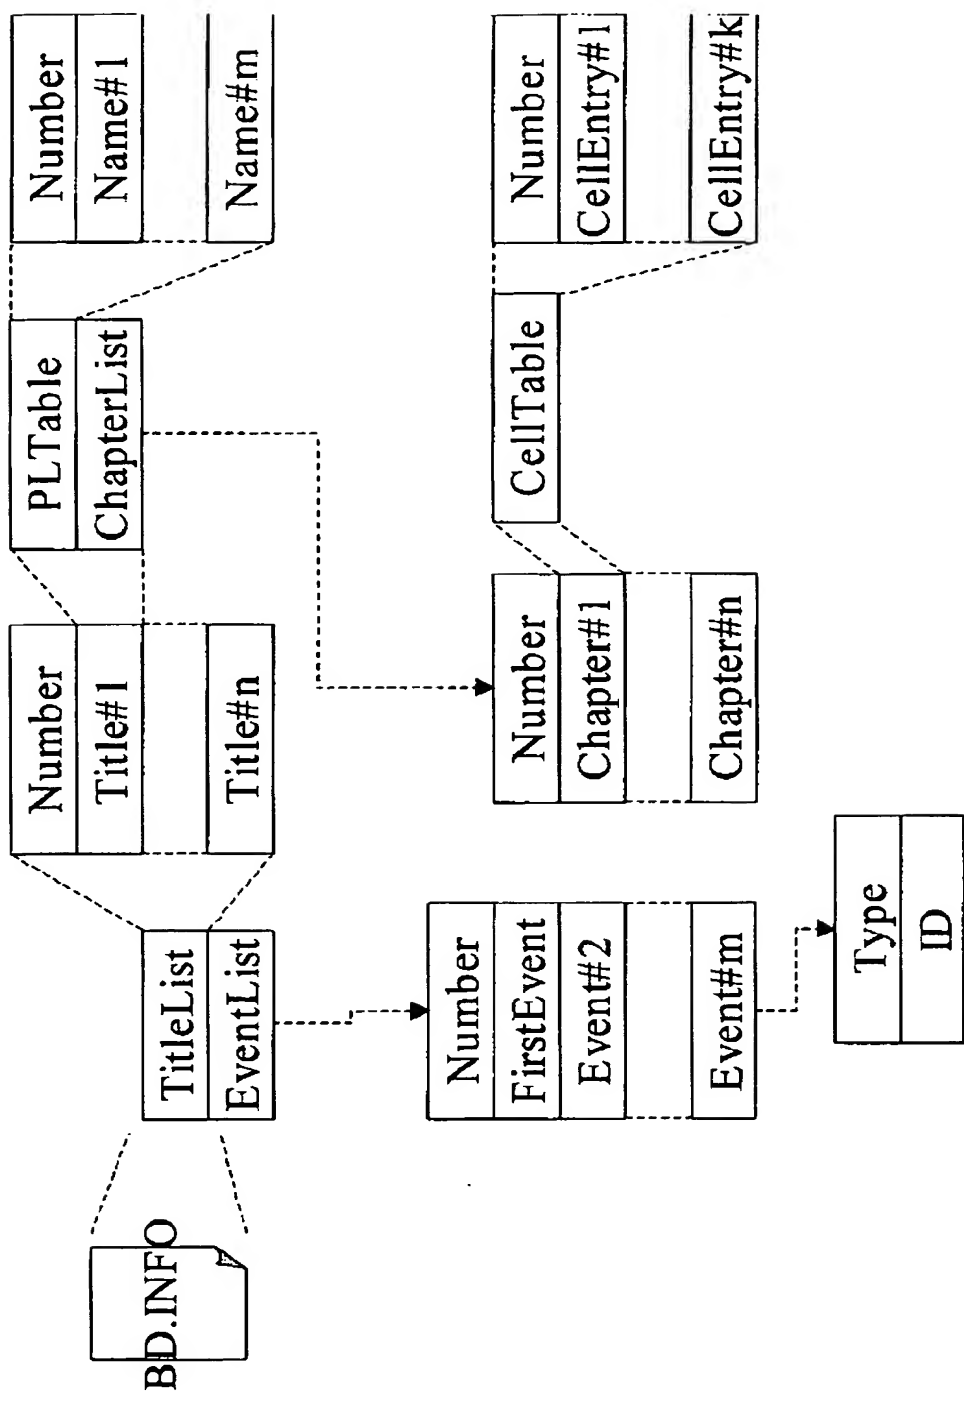 BD.INFO
TitleList
EventList
Number
Title#1
Title#n
PLTable
ChapterList
Number
Name#1
Name#m
Number
FirstEvent
Event#2
Event#m
Type
ID
Number
Chapter#1
Chapter#n
CellTable
Number
CellEntry#1
CellEntry#k